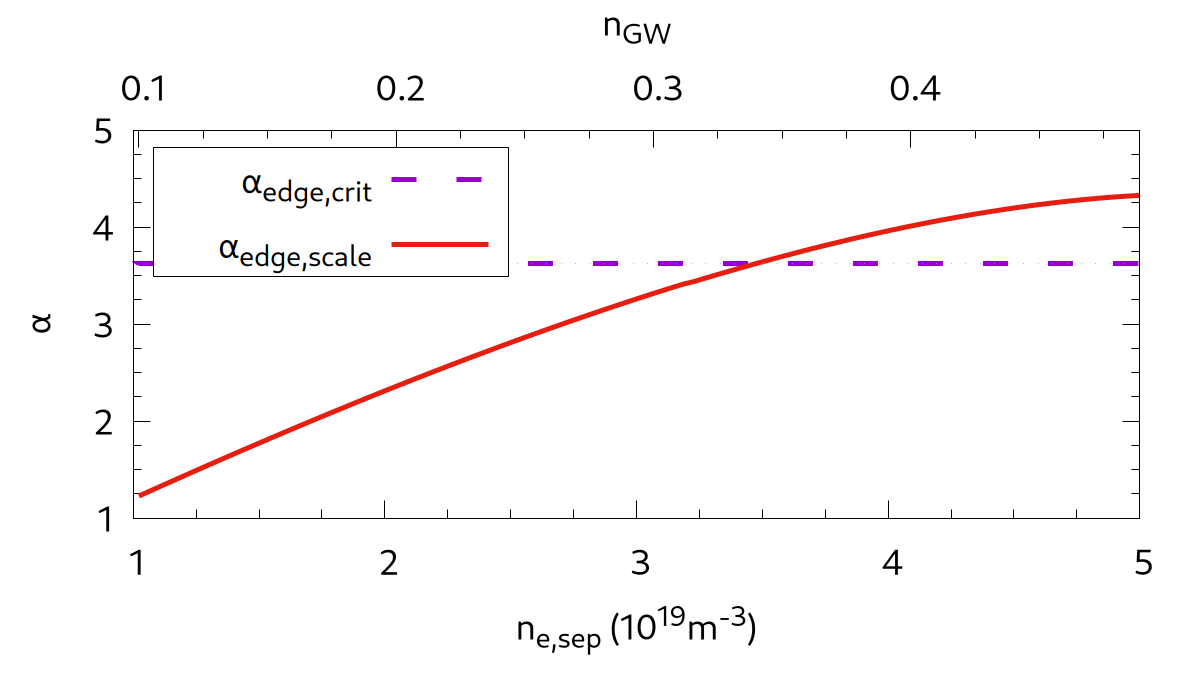 n_GW
0.1 0.2 0.3 0.4
5
α_edge,crit
4
α_edge,scale
α
3
2
1
1 2 3 4 5
n_e,sep (10^19 m^-3)